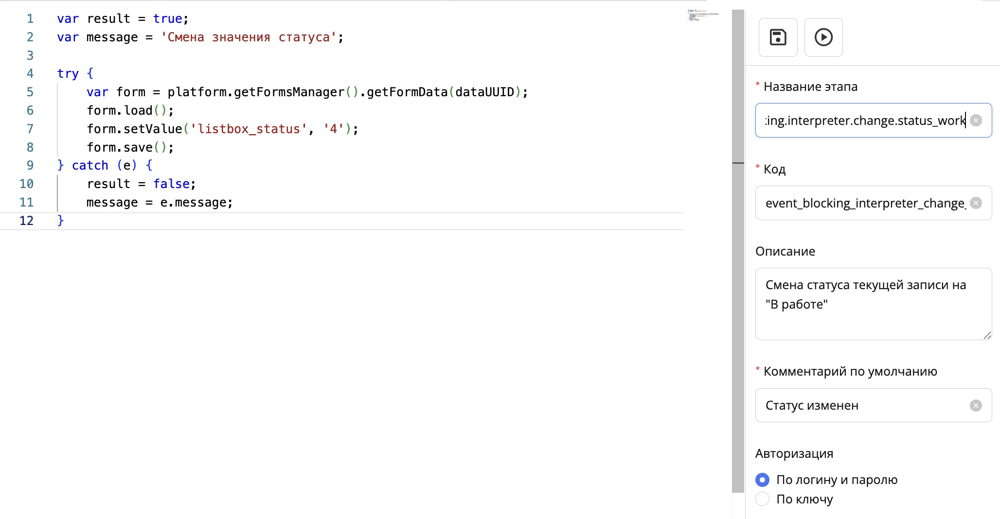 1 var result = true;
2 var message = 'Смена значения статуса';
3
4 try {
5 var form = platform.getFormsManager().getFormData(dataUUID);
6 form.load();
7 form.setValue('listbox_status', '4');
8 form.save();
9 } catch (e) {
10 result = false;
11 message = e.message;
12 }
* Название этапа
king.interpreter.change.status_work
* Код
event_blocking_interpreter_change_
Описание
Смена статуса текущей записи на
"В работе"
* Комментарий по умолчанию
Статус изменен
Авторизация
По логину и паролю
По ключу